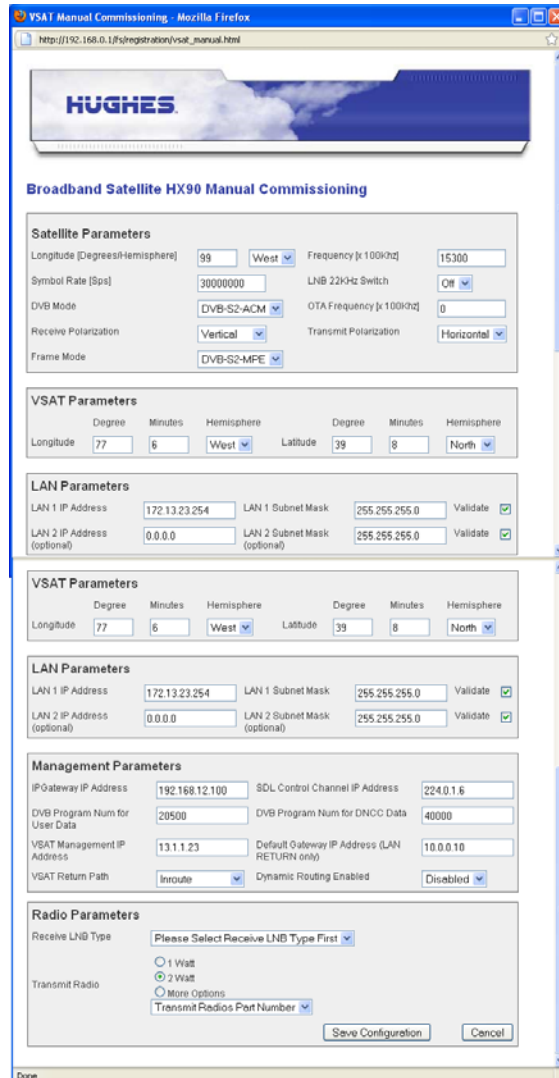 VSAT Manual Commissioning - Mozilla Firefox
http://192.168.0.1/fs/registration/vsat_manual.html
HUGHES.
Broadband Satellite HX90 Manual Commissioning
Satellite Parameters
Longitude [Degrees/Hemisphere] 99 West Frequency [x 100Khz] 15300
Symbol Rate [Sps] 30000000 LNB 22KHz Switch Off
DVB Mode DVB-S2-ACM OTA Frequency [x 100Khz] 0
Receive Polarization Vertical Transmit Polarization Horizontal
Frame Mode DVB-S2-MPE
VSAT Parameters
Degree Minutes Hemisphere Degree Minutes Hemisphere
Longitude 77 6 West Latitude 39 8 North
LAN Parameters
LAN 1 IP Address 172.13.23.254 LAN 1 Subnet Mask 255.255.255.0 Validate
LAN 2 IP Address (optional) 0.0.0.0 LAN 2 Subnet Mask (optional) 255.255.255.0 Validate
VSAT Parameters
Degree Minutes Hemisphere Degree Minutes Hemisphere
Longitude 77 6 West Latitude 39 8 North
LAN Parameters
LAN 1 IP Address 172.13.23.254 LAN 1 Subnet Mask 255.255.255.0 Validate
LAN 2 IP Address (optional) 0.0.0.0 LAN 2 Subnet Mask (optional) 255.255.255.0 Validate
Management Parameters
IPGateway IP Address 192.168.12.100 SDL Control Channel IP Address 224.0.1.6
DVB Program Num for User Data 20500 DVB Program Num for DNCC Data 40000
VSAT Management IP Address 13.1.1.23 Default Gateway IP Address (LAN RETURN only) 10.0.0.10
VSAT Return Path Inroute Dynamic Routing Enabled Disabled
Radio Parameters
Receive LNB Type Please Select Receive LNB Type First
1 Watt
Transmit Radio 2 Watt
More Options
Transmit Radios Part Number
Save Configuration Cancel
Done